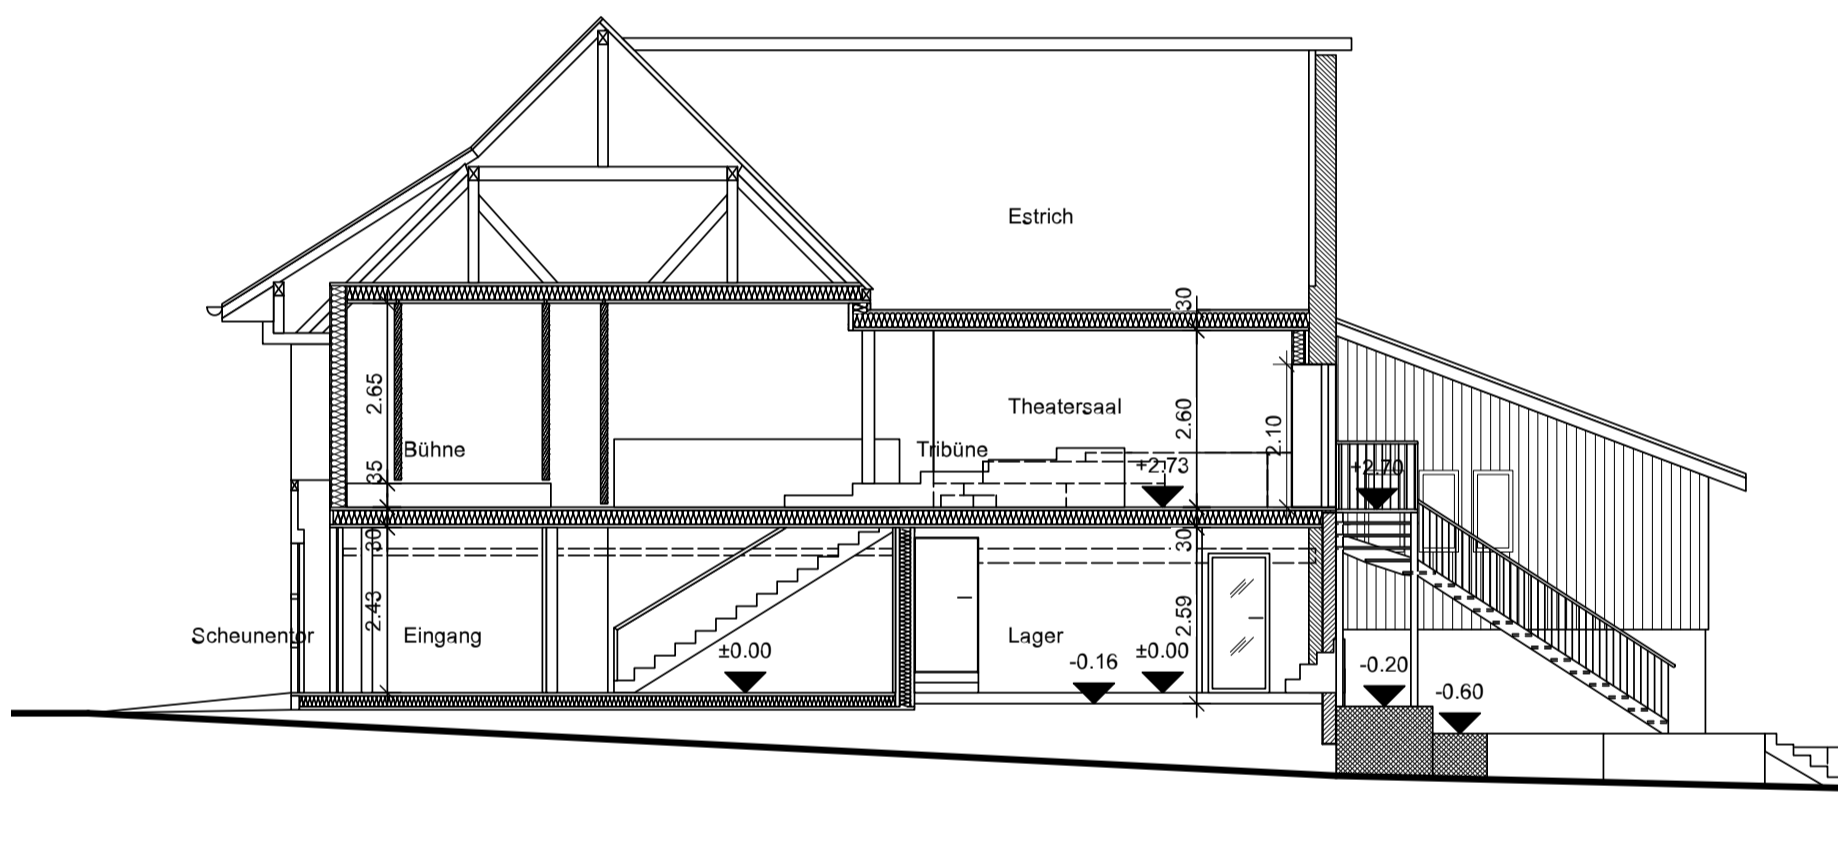 Estrich
30
2.65
Theatersaal
2.60
2.10
Bühne
Tribüne
35
+2.73
+2.70
30
30
2.43
2.59
Scheunentor
Eingang
Lager
±0.00
±0.00
-0.16
-0.20
-0.60